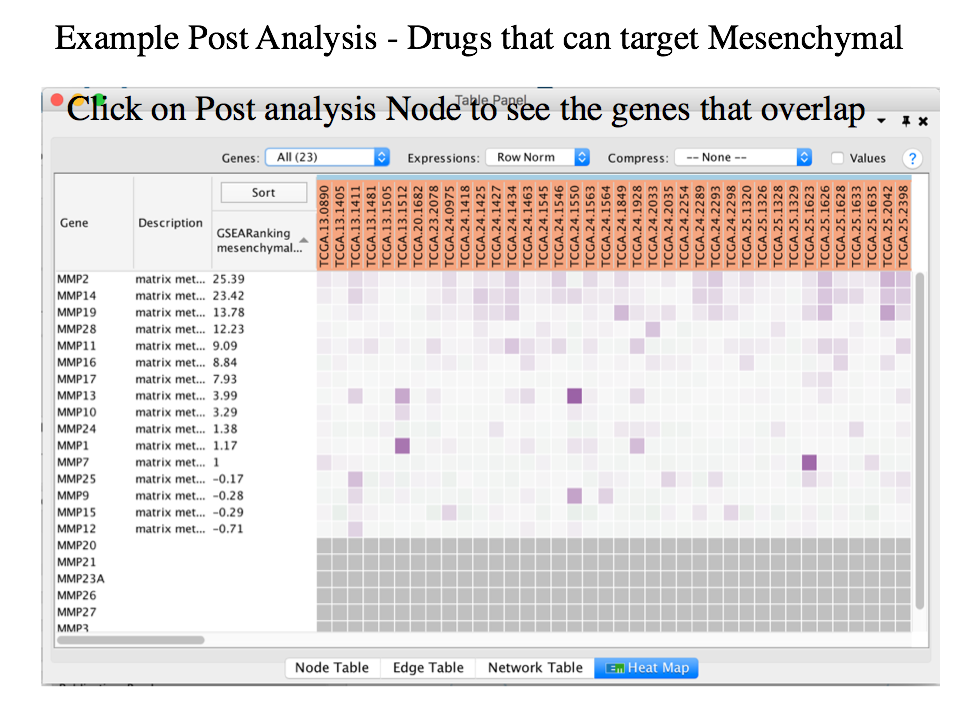 Example Post Analysis - Drugs that can target Mesenchymal
Table Panel
Click on Post analysis Node to see the genes that overlap
Genes: All (23) Expressions: Row Norm Compress: -- None -- Values ?
Gene Description Sort
GSEARanking
mesenchymal...
TCGA.13.0890
TCGA.13.1405
TCGA.13.1411
TCGA.13.1481
TCGA.13.1505
TCGA.13.1512
TCGA.20.1682
TCGA.23.2078
TCGA.24.0975
TCGA.24.1418
TCGA.24.1425
TCGA.24.1427
TCGA.24.1434
TCGA.24.1463
TCGA.24.1545
TCGA.24.1546
TCGA.24.1550
TCGA.24.1563
TCGA.24.1564
TCGA.24.1849
TCGA.24.1928
TCGA.24.2033
TCGA.24.2035
TCGA.24.2254
TCGA.24.2289
TCGA.24.2295
TCGA.24.2298
TCGA.25.1320
TCGA.25.1326
TCGA.25.1328
TCGA.25.1329
TCGA.25.1623
TCGA.25.1626
TCGA.25.1628
TCGA.25.1631
TCGA.25.1635
TCGA.25.2042
TCGA.25.2398
MMP2 matrix met... 25.39
MMP14 matrix met... 23.42
MMP19 matrix met... 13.78
MMP28 matrix met... 12.23
MMP11 matrix met... 9.09
MMP16 matrix met... 8.84
MMP17 matrix met... 7.93
MMP13 matrix met... 3.99
MMP10 matrix met... 3.29
MMP24 matrix met... 1.38
MMP1 matrix met... 1.17
MMP7 matrix met... 1
MMP25 matrix met... -0.17
MMP9 matrix met... -0.28
MMP15 matrix met... -0.29
MMP12 matrix met... -0.71
MMP20
MMP21
MMP23A
MMP26
MMP27
MMP3
Node Table Edge Table Network Table Heat Map